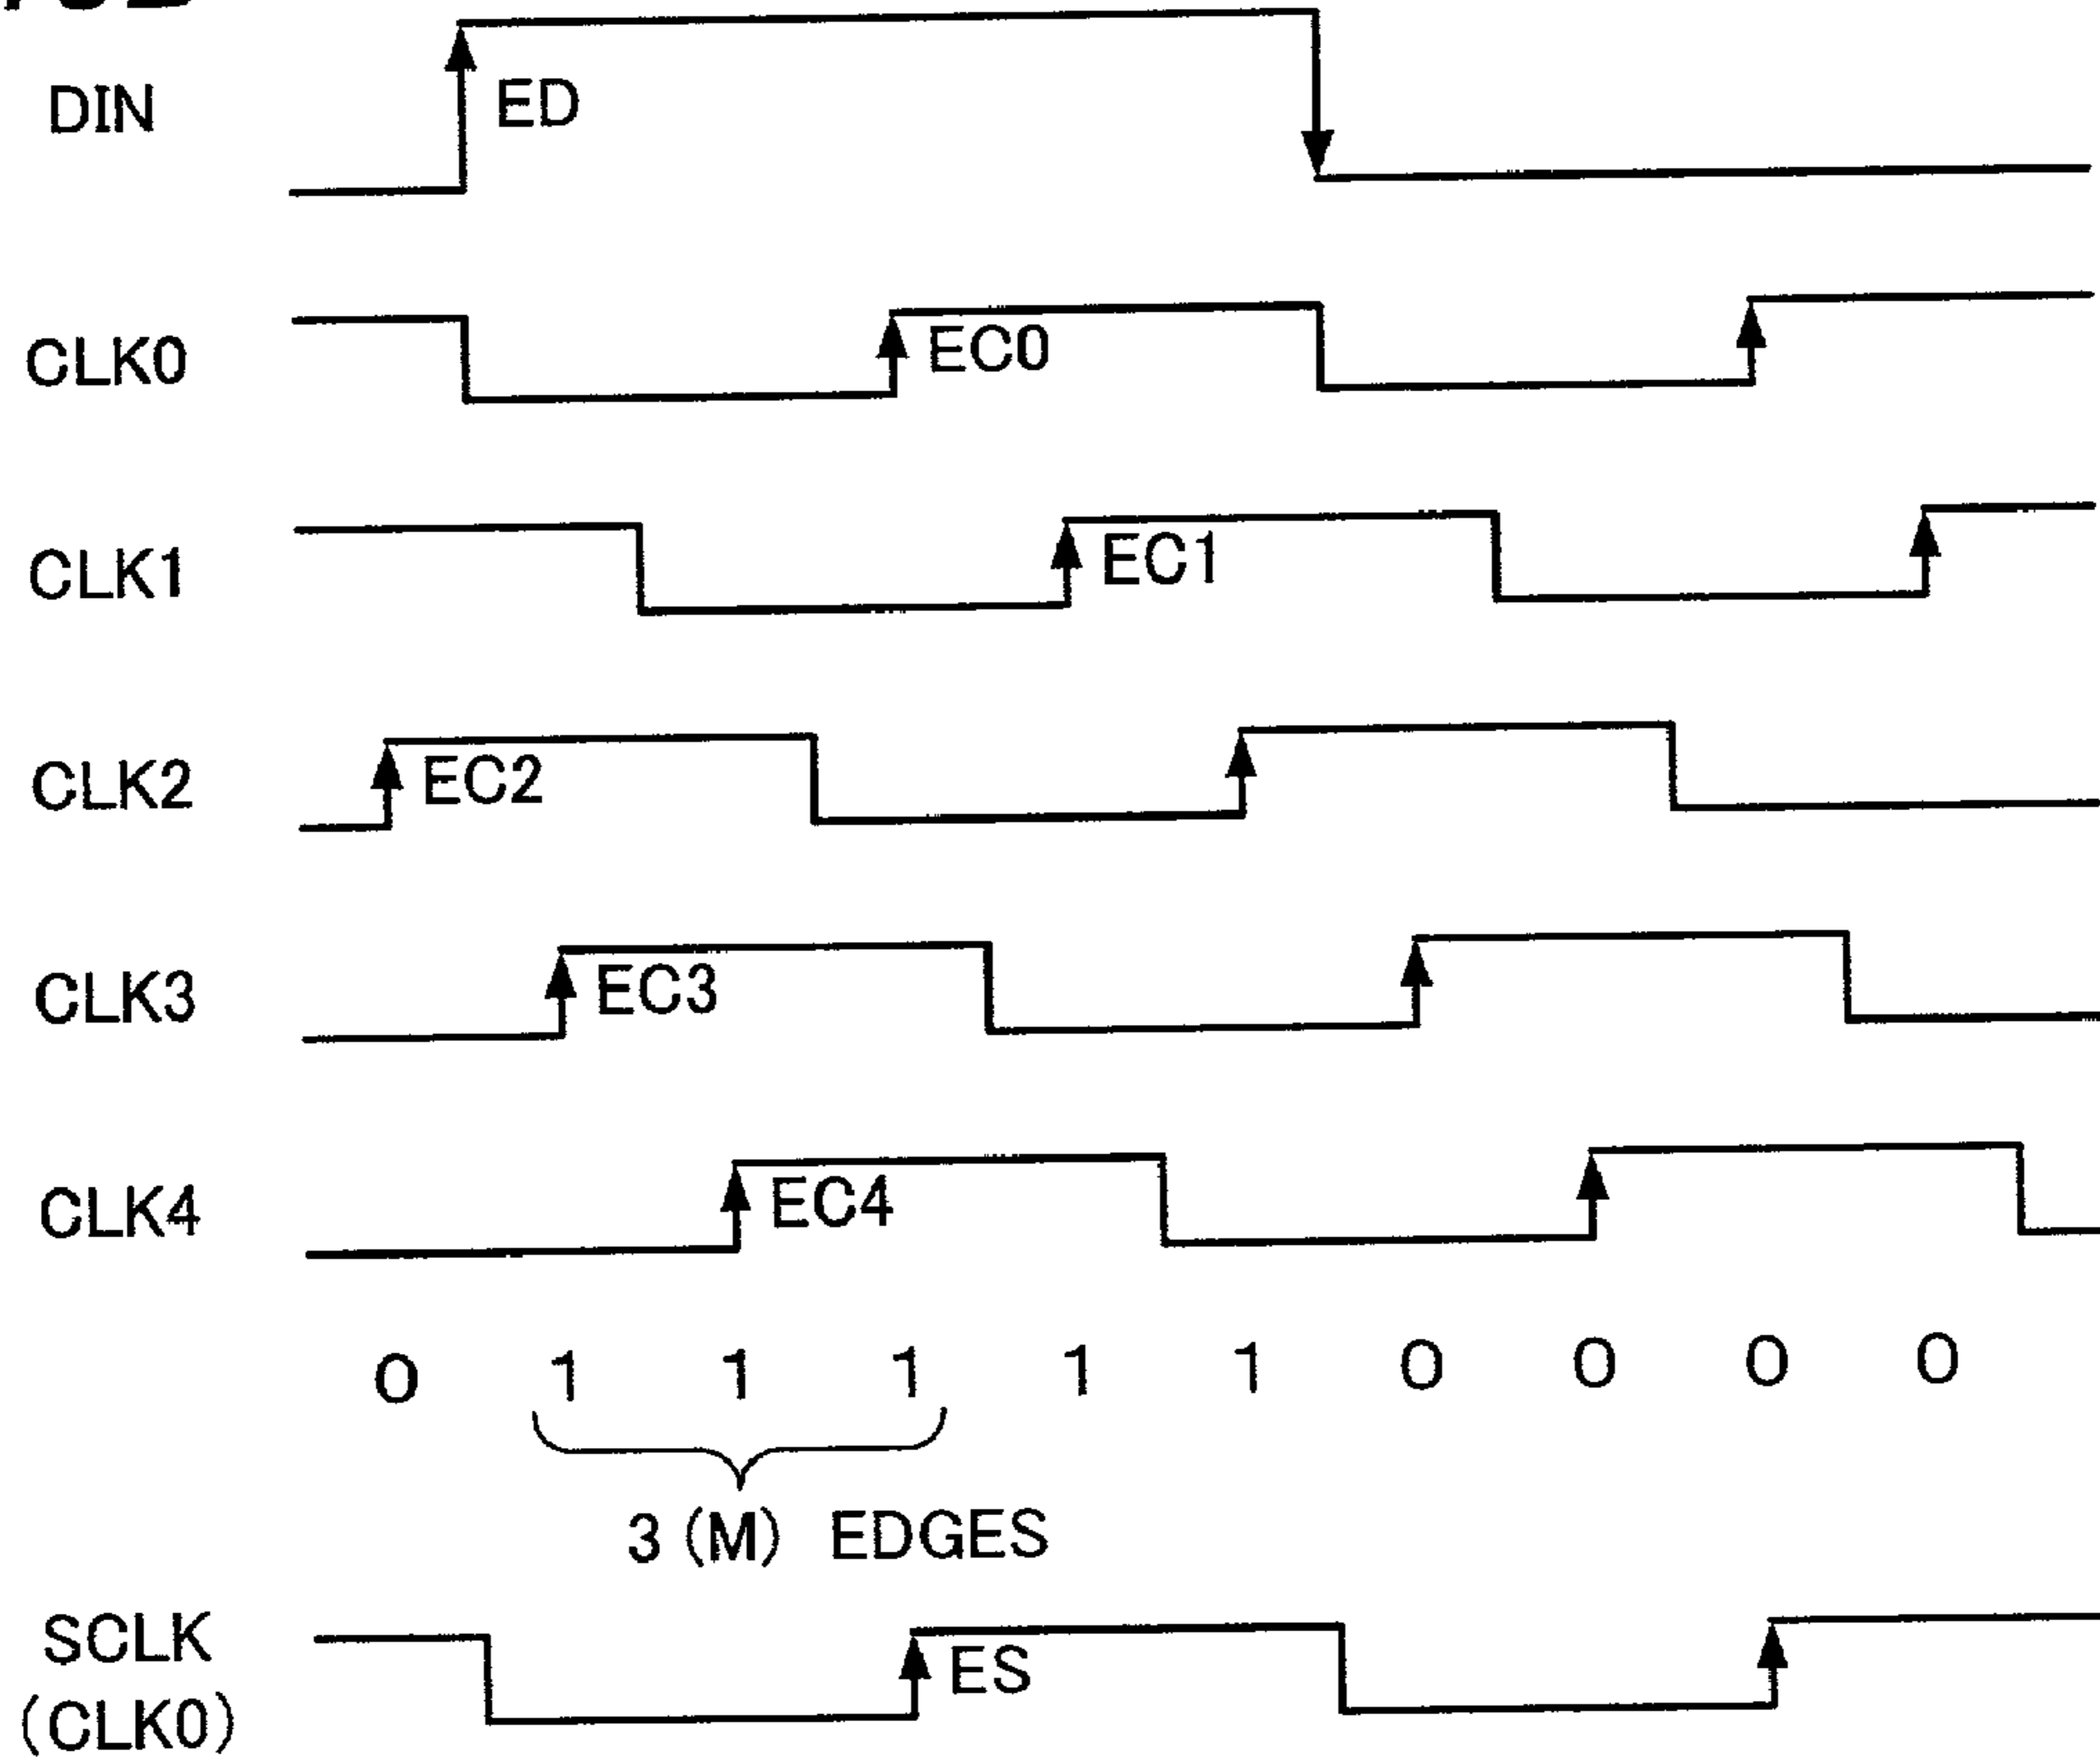 DIN
ED
CLK0
EC0
CLK1
EC1
CLK2
EC2
CLK3
EC3
CLK4
EC4
0 1 1 1 1 1 0 0 0 0
3 (M) EDGES
SCLK
(CLK0)
ES